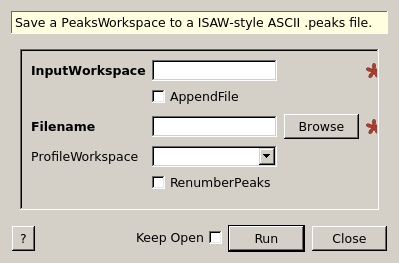 Save a PeaksWorkspace to a ISAW-style ASCII .peaks file.
InputWorkspace
AppendFile
Filename
Browse
ProfileWorkspace
RenumberPeaks
?
Keep Open
Run
Close